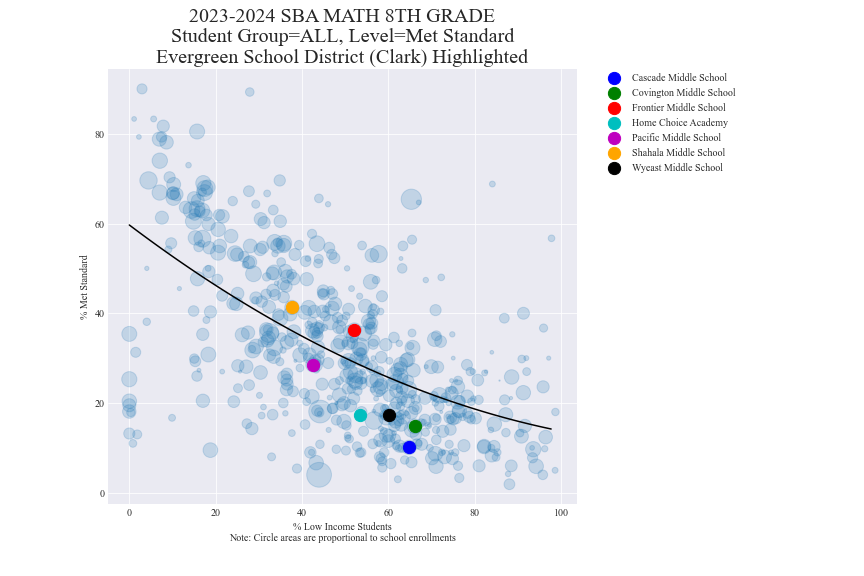 2023-2024 SBA MATH 8TH GRADE
Student Group=ALL, Level=Met Standard
Evergreen School District (Clark) Highlighted
Cascade Middle School
Covington Middle School
Frontier Middle School
Home Choice Academy
Pacific Middle School
Shahala Middle School
Wyeast Middle School
% Met Standard
80
60
40
20
0
0 20 40 60 80 100
% Low Income Students
Note: Circle areas are proportional to school enrollments